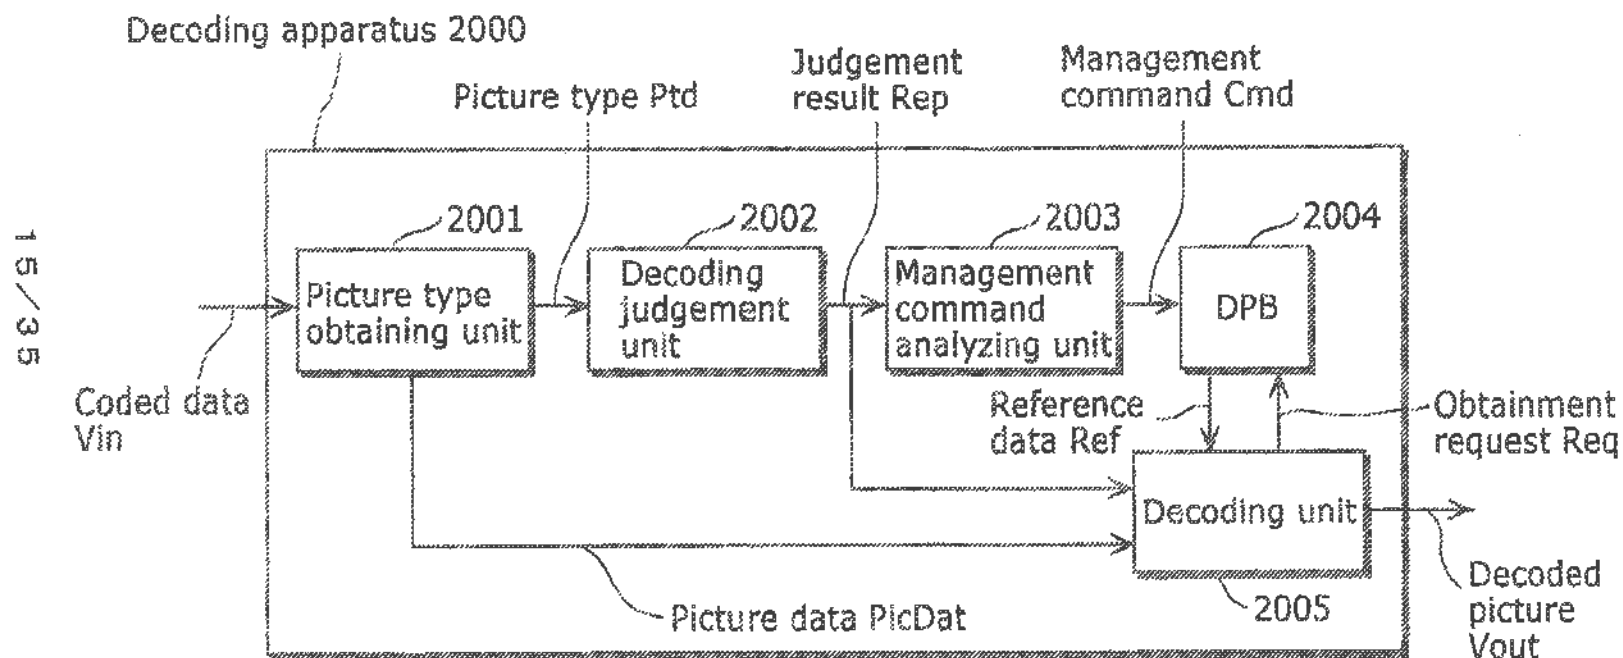 Decoding apparatus 2000
Picture type Ptd
Judgement
result Rep
Management
command Cmd
2001
2002
2003
2004
Picture type
obtaining unit
Decoding
judgement
unit
Management
command
analyzing unit
DPB
15/35
Coded data
Vin
Reference
data Ref
Obtainment
request Req
Decoding unit
2005
Picture data PicDat
Decoded
picture
Vout